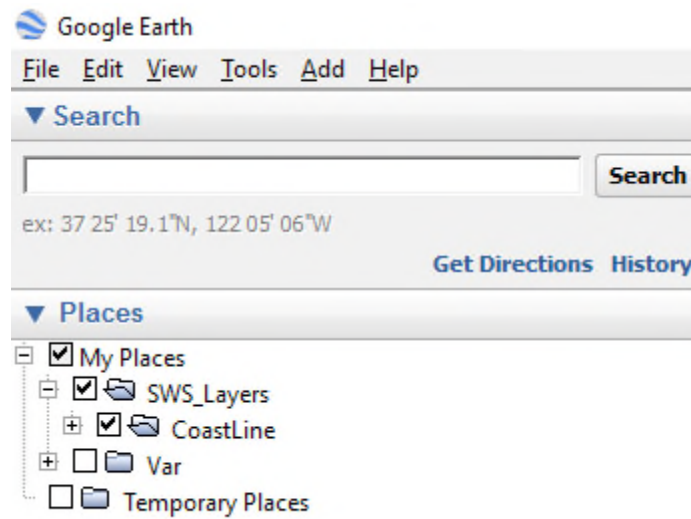 Google Earth
File Edit View Tools Add Help
Search
Search
ex: 37 25' 19.1"N, 122 05' 06"W
Get Directions History
Places
My Places
SWS_Layers
CoastLine
Var
Temporary Places